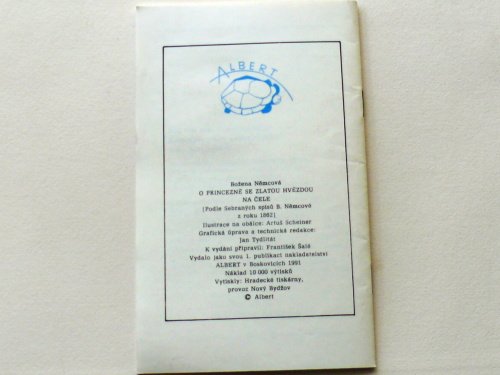 ALBERT
Božena Němcová
O PRINCEZNĚ SE ZLATOU HVĚZDOU
NA ČELE
(Podle Sebraných spisů B. Němcové
z roku 1862)
Ilustrace na obálce: Artuš Scheiner
Grafická úprava a technická redakce:
Jan Tydlitát
K vydání připravil: František Šalé
Vydalo jako svou 1. publikaci nakladatelství
ALBERT v Boskovicích 1991
Náklad 10 000 výtisků
Vytiskly: Hradecké tiskárny,
provoz Nový Bydžov
© Albert